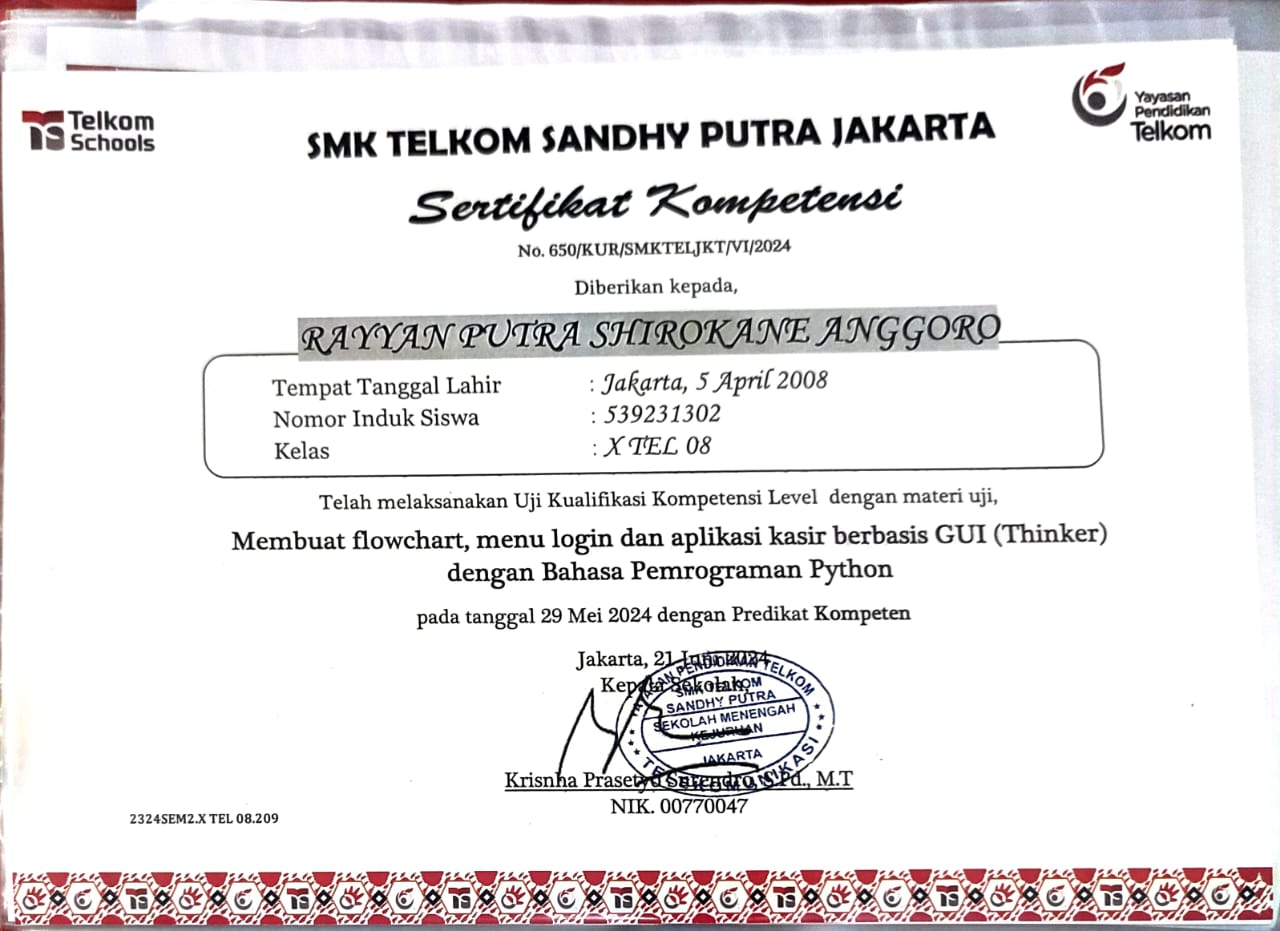 Telkom
Schools
Yayasan
Pendidikan
Telkom
SMK TELKOM SANDHY PUTRA JAKARTA
Sertifikat Kompetensi
No. 650/KUR/SMKTELJKT/VI/2024
Diberikan kepada,
RAYYAN PUTRA SHIROKANE ANGGORO
Tempat Tanggal Lahir : Jakarta, 5 April 2008
Nomor Induk Siswa : 539231302
Kelas : X TEL 08
Telah melaksanakan Uji Kualifikasi Kompetensi Level dengan materi uji,
Membuat flowchart, menu login dan aplikasi kasir berbasis GUI (Thinker)
dengan Bahasa Pemrograman Python
pada tanggal 29 Mei 2024 dengan Predikat Kompeten
Jakarta, 21 Juni 2024
Kepala Sekolah,
YAYASAN PENDIDIKAN TELKOM
SMK TELKOM
SANDHY PUTRA
SEKOLAH MENENGAH
KEJURUAN
JAKARTA
Krisnha Prasetyo Surendro, S.Pd., M.T
NIK. 00770047
2324SEM2.X TEL 08.209